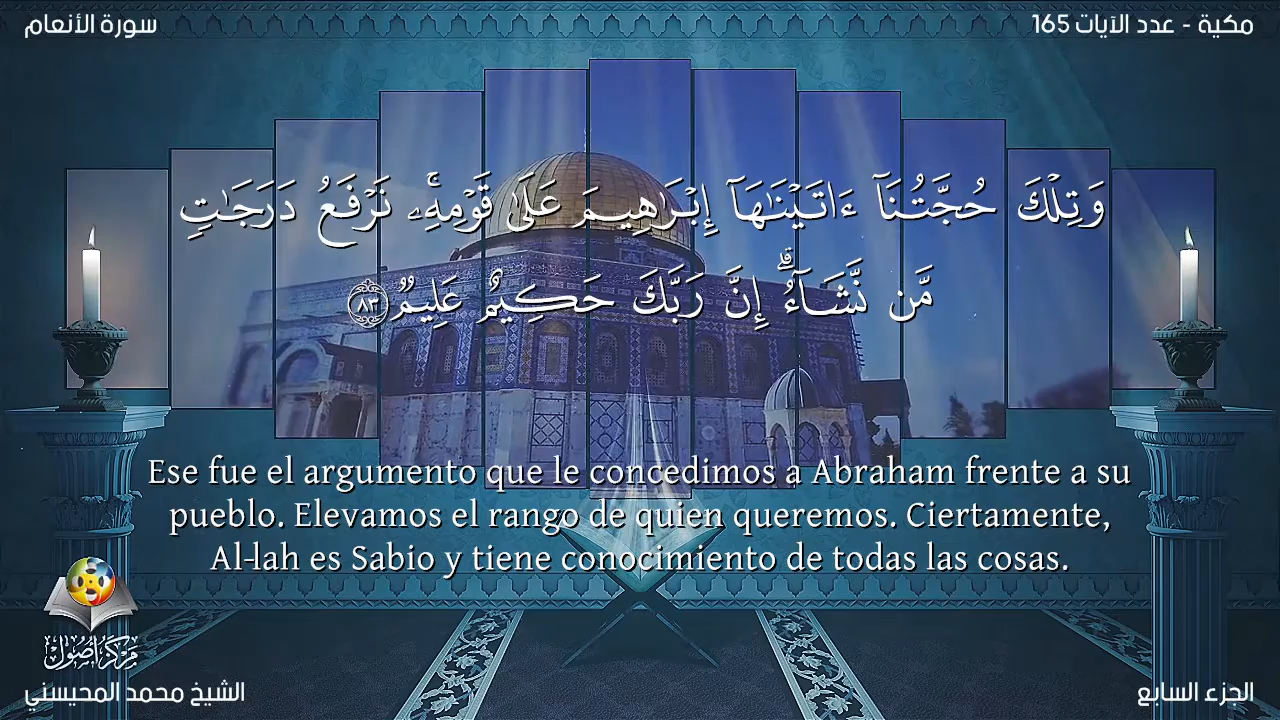 مكية - عدد الآيات 165
سورة الأنعام
وَتِلْكَ حُجَّتُنَآ ءَاتَيْنَـٰهَآ إِبْرَٰهِيمَ عَلَىٰ قَوْمِهِۦۚ نَرْفَعُ دَرَجَـٰتٍ
مَّن نَّشَآءُۗ إِنَّ رَبَّكَ حَكِيمٌ عَلِيمٌ ٨٣
Ese fue el argumento que le concedimos a Abraham frente a su
pueblo. Elevamos el rango de quien queremos. Ciertamente,
Al-lah es Sabio y tiene conocimiento de todas las cosas.
مركز أصول
الجزء السابع
الشيخ محمد المحيسني